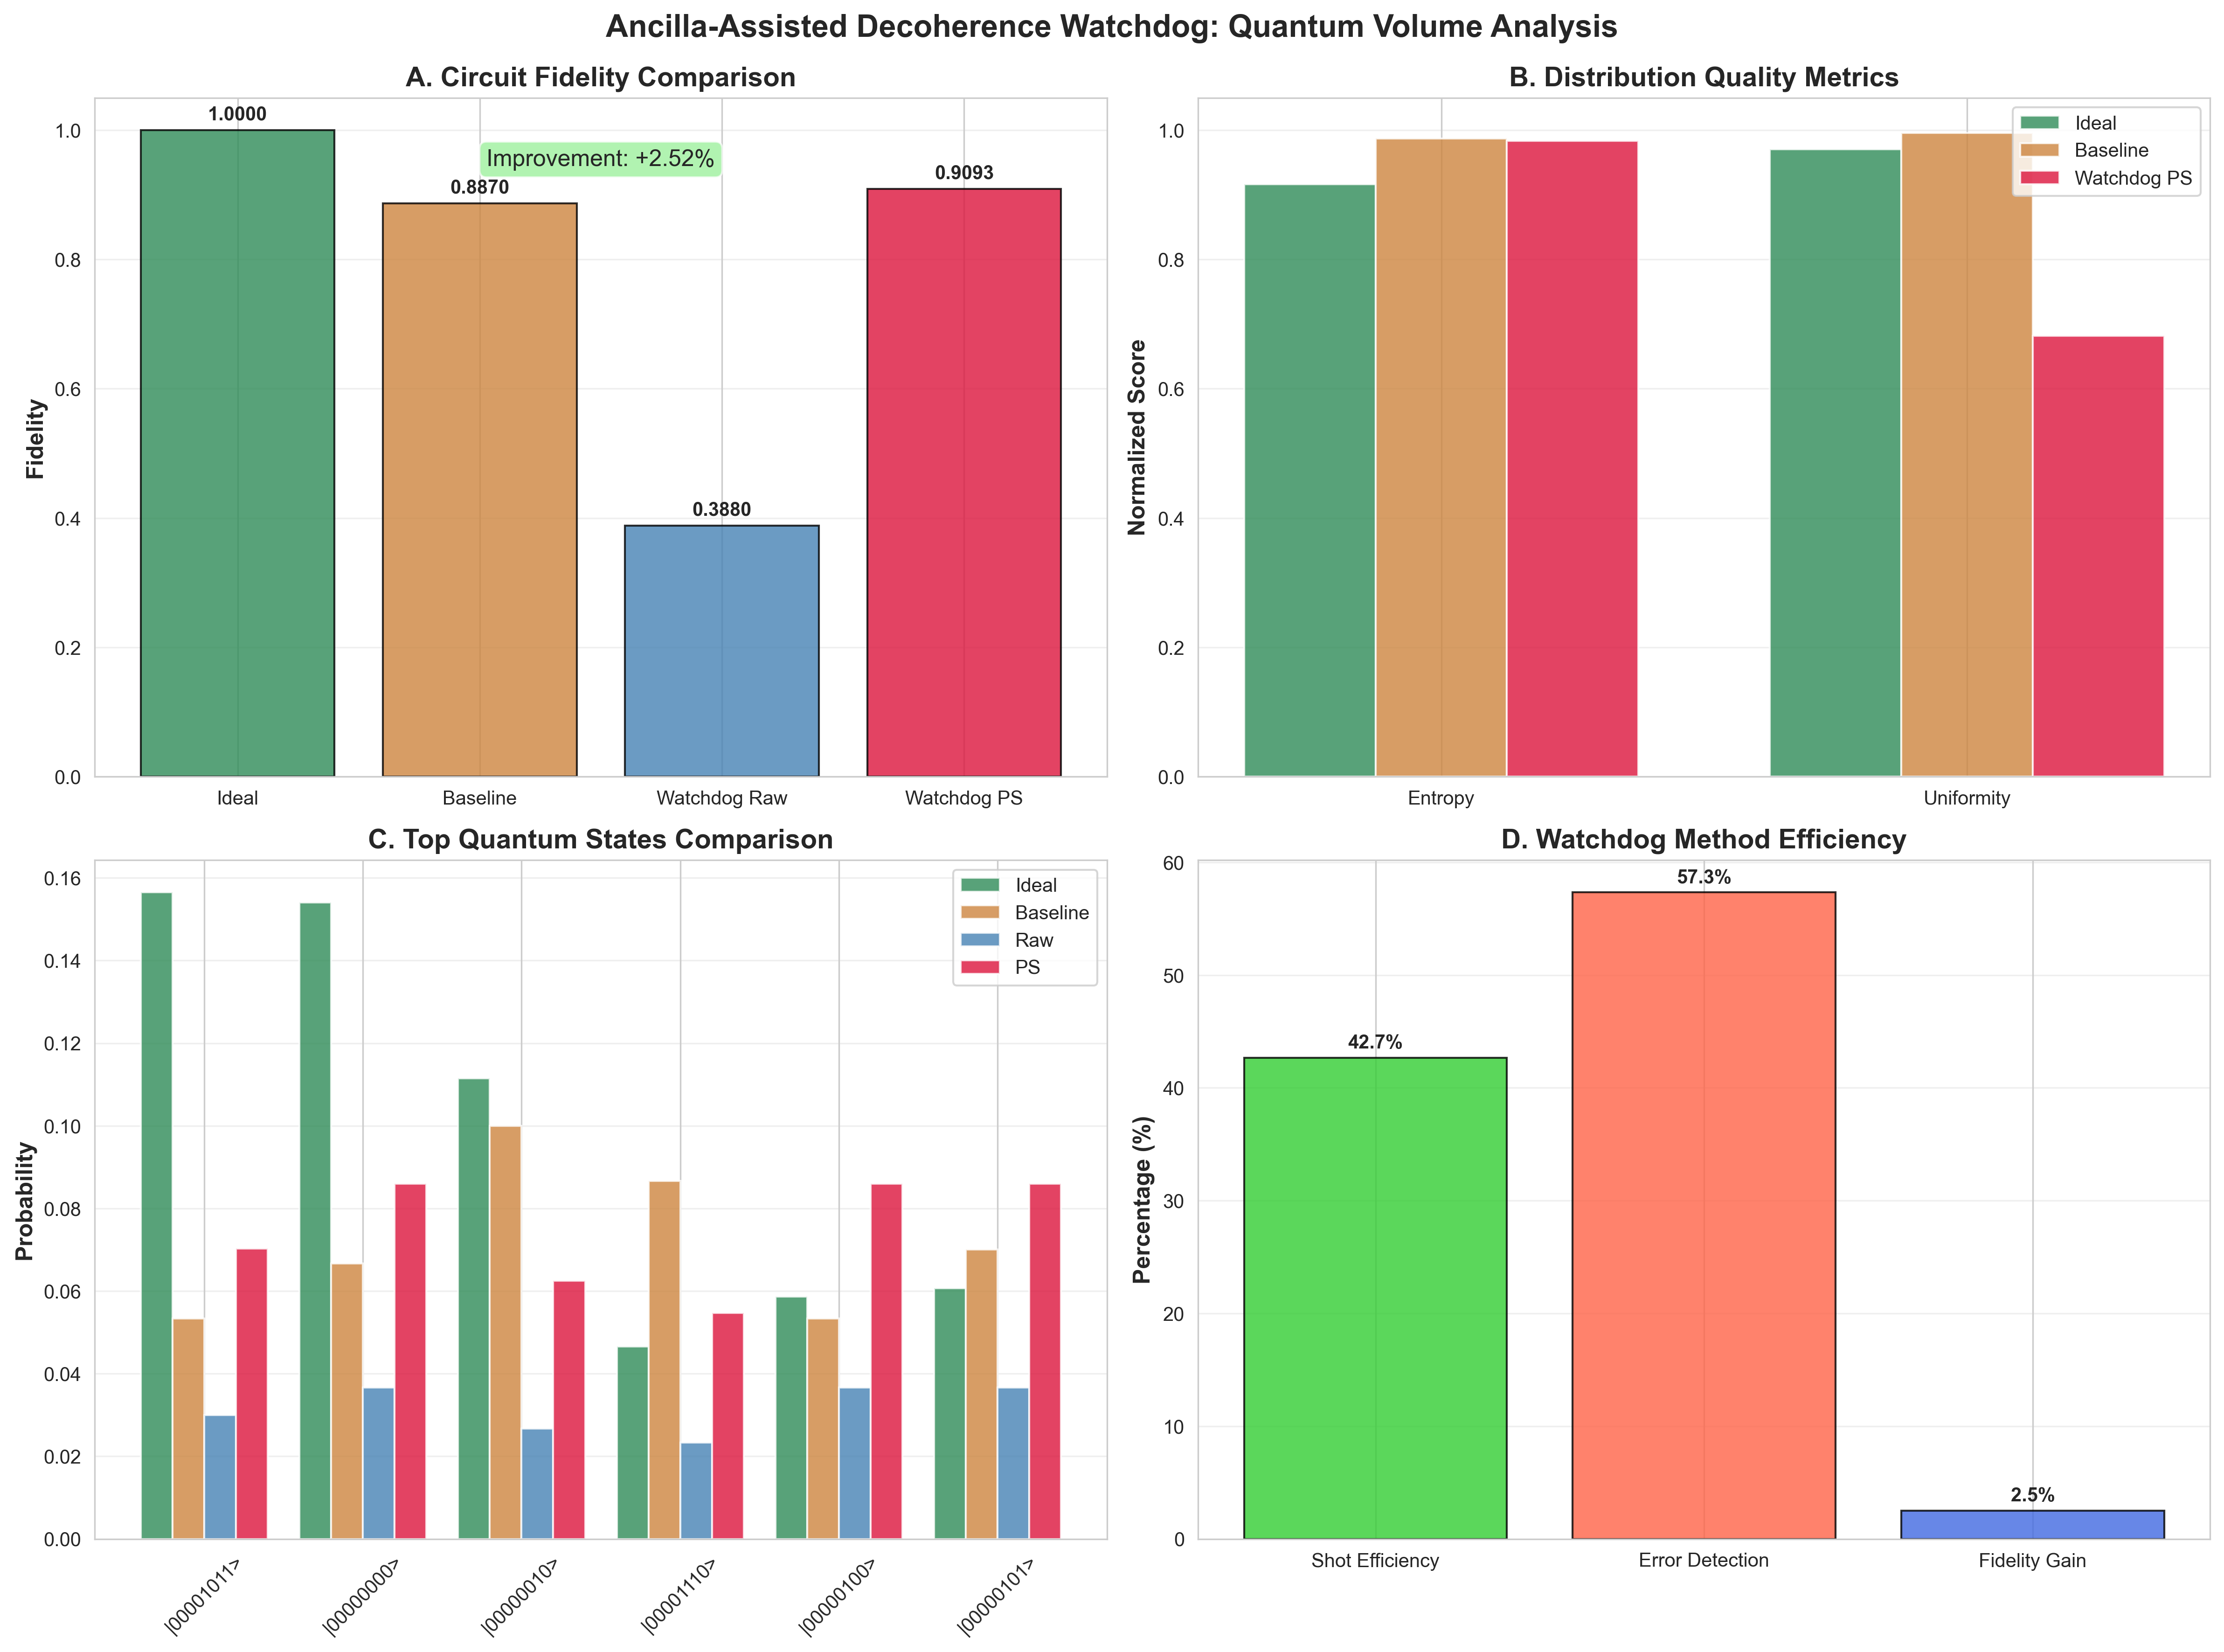 Ancilla-Assisted Decoherence Watchdog: Quantum Volume Analysis
A. Circuit Fidelity Comparison
Fidelity
1.0
0.8
0.6
0.4
0.2
0.0
1.0000
Improvement: +2.52%
0.8870
0.3880
0.9093
Ideal
Baseline
Watchdog Raw
Watchdog PS
B. Distribution Quality Metrics
Normalized Score
1.0
0.8
0.6
0.4
0.2
0.0
Ideal
Baseline
Watchdog PS
Entropy
Uniformity
C. Top Quantum States Comparison
Probability
0.16
0.14
0.12
0.10
0.08
0.06
0.04
0.02
0.00
Ideal
Baseline
Raw
PS
|00001011>
|00000000>
|00000010>
|00001110>
|00000100>
|00000101>
D. Watchdog Method Efficiency
Percentage (%)
60
50
40
30
20
10
0
42.7%
57.3%
2.5%
Shot Efficiency
Error Detection
Fidelity Gain